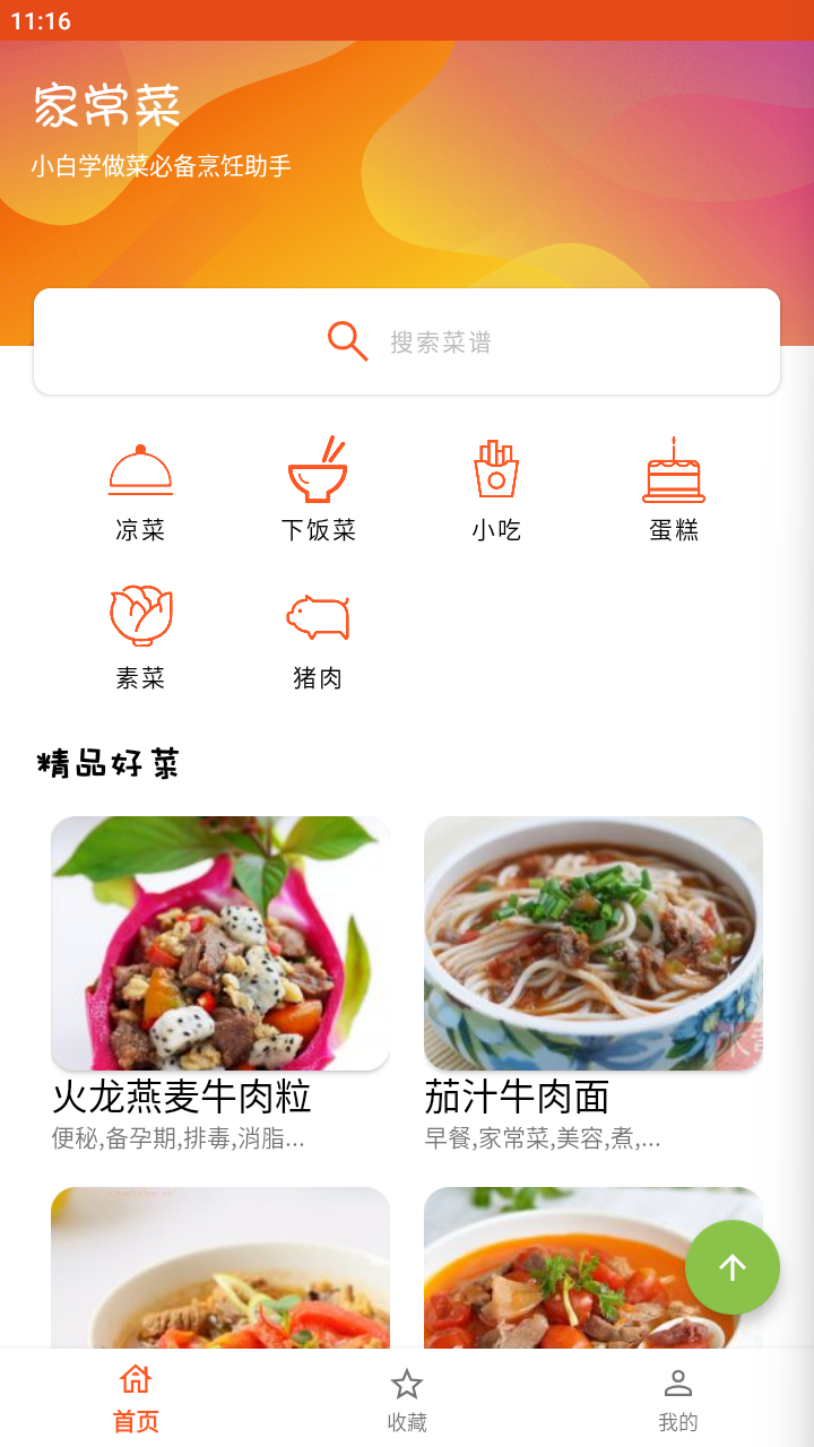 11:16
家常菜
小白学做菜必备烹饪助手
搜索菜谱
凉菜 下饭菜 小吃 蛋糕
素菜 猪肉
精品好菜
火龙燕麦牛肉粒 茄汁牛肉面
便秘,备孕期,排毒,消脂... 早餐,家常菜,美容,煮,...
首页 收藏 我的